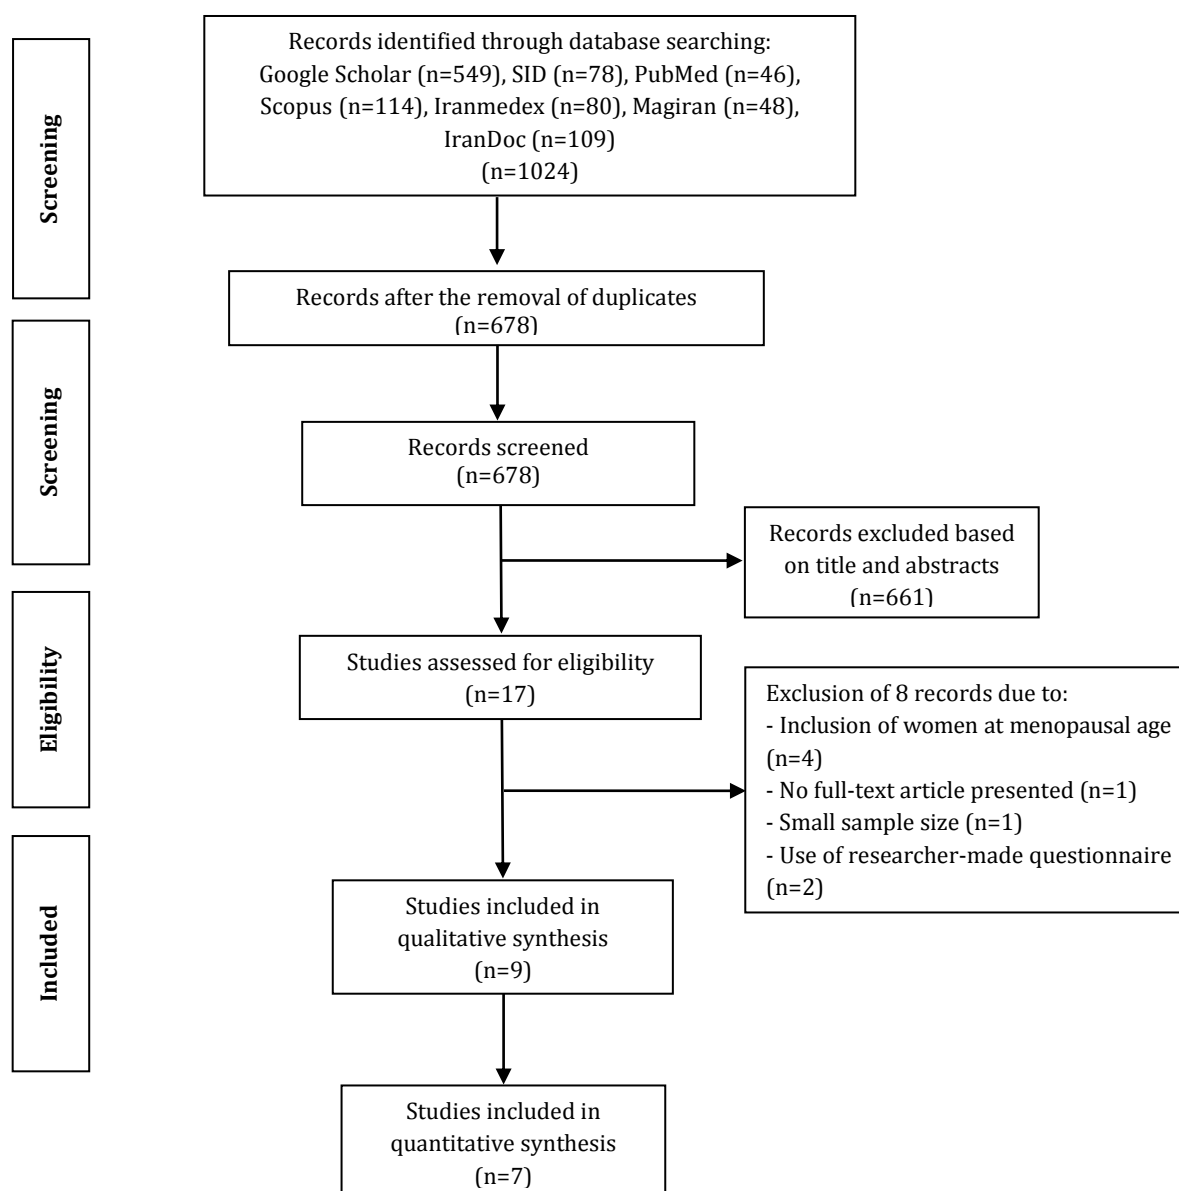 Screening
Records identified through database searching:
Google Scholar (n=549), SID (n=78), PubMed (n=46),
Scopus (n=114), Iranmedex (n=80), Magiran (n=48),
IranDoc (n=109)
(n=1024)
Records after the removal of duplicates
(n=678)
Screening
Records screened
(n=678)
Records excluded based
on title and abstracts
(n=661)
Eligibility
Studies assessed for eligibility
(n=17)
Exclusion of 8 records due to:
- Inclusion of women at menopausal age
(n=4)
- No full-text article presented (n=1)
- Small sample size (n=1)
- Use of researcher-made questionnaire
(n=2)
Included
Studies included in
qualitative synthesis
(n=9)
Studies included in
quantitative synthesis
(n=7)